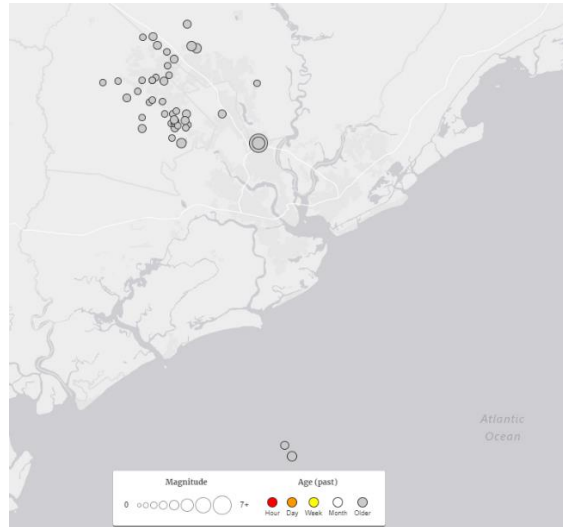 Atlantic
Ocean
Magnitude
0 7+
Age (past)
Hour Day Week Month Older